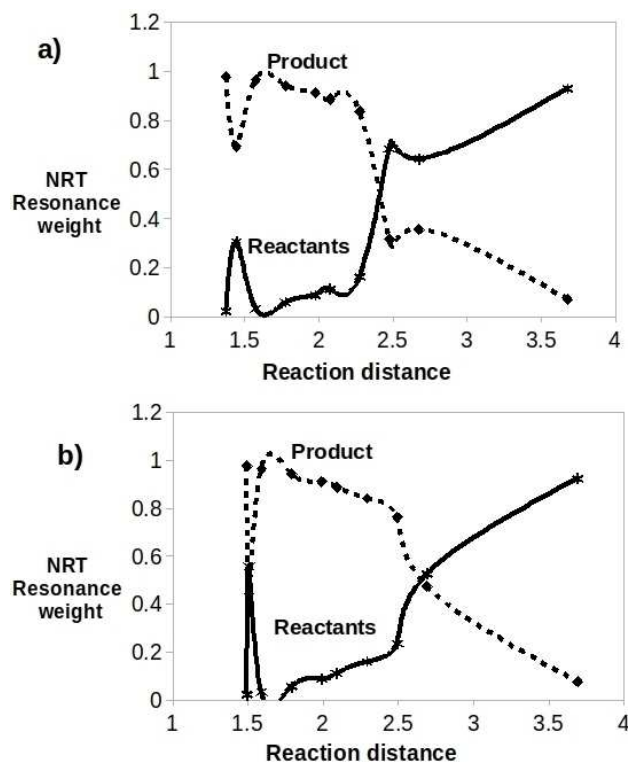 a)
1.2
1
0.8
0.6
0.4
0.2
0
NRT
Resonance
weight
Product
Reactants
1 1.5 2 2.5 3 3.5 4
Reaction distance
b)
1.2
1
0.8
0.6
0.4
0.2
0
NRT
Resonance
weight
Product
Reactants
1 1.5 2 2.5 3 3.5 4
Reaction distance